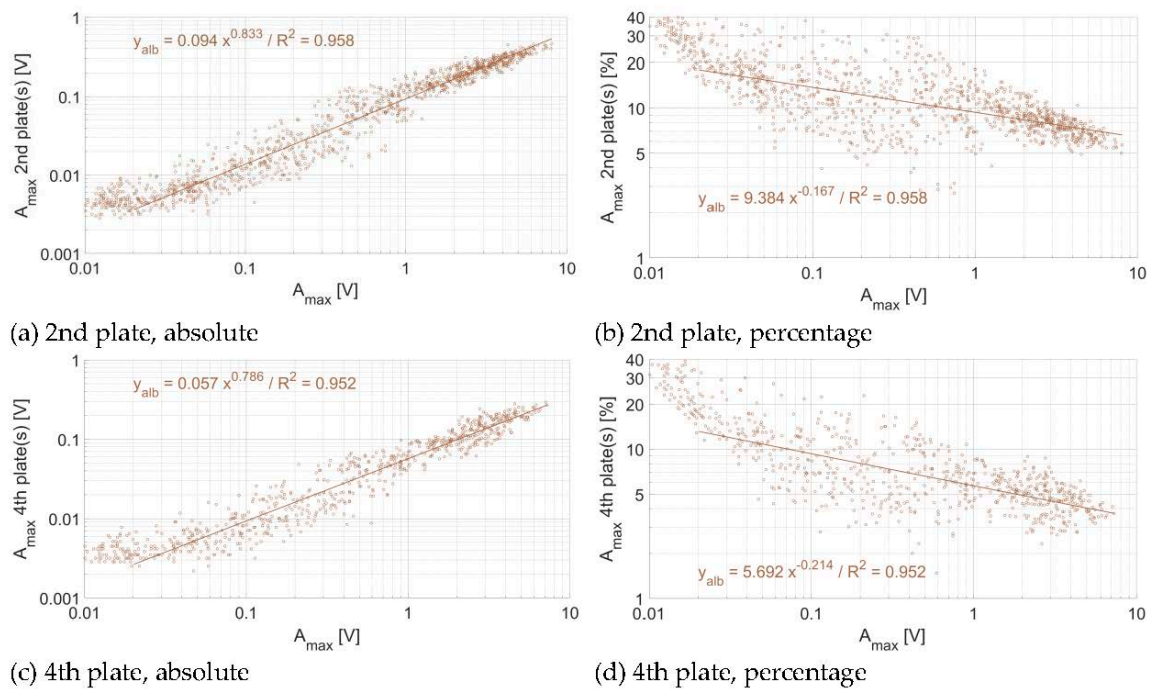 1
0.1
0.01
0.001
A_max 2nd plate(s) [V]
y_alb = 0.094 x^0.833 / R^2 = 0.958
0.01 0.1 1 10
A_max [V]
(a) 2nd plate, absolute
40
30
20
10
5
1
A_max 2nd plate(s) [%]
y_alb = 9.384 x^-0.167 / R^2 = 0.958
0.01 0.1 1 10
A_max [V]
(b) 2nd plate, percentage
1
0.1
0.01
0.001
A_max 4th plate(s) [V]
y_alb = 0.057 x^0.786 / R^2 = 0.952
0.01 0.1 1 10
A_max [V]
(c) 4th plate, absolute
40
30
20
10
5
1
A_max 4th plate(s) [%]
y_alb = 5.692 x^-0.214 / R^2 = 0.952
0.01 0.1 1 10
A_max [V]
(d) 4th plate, percentage